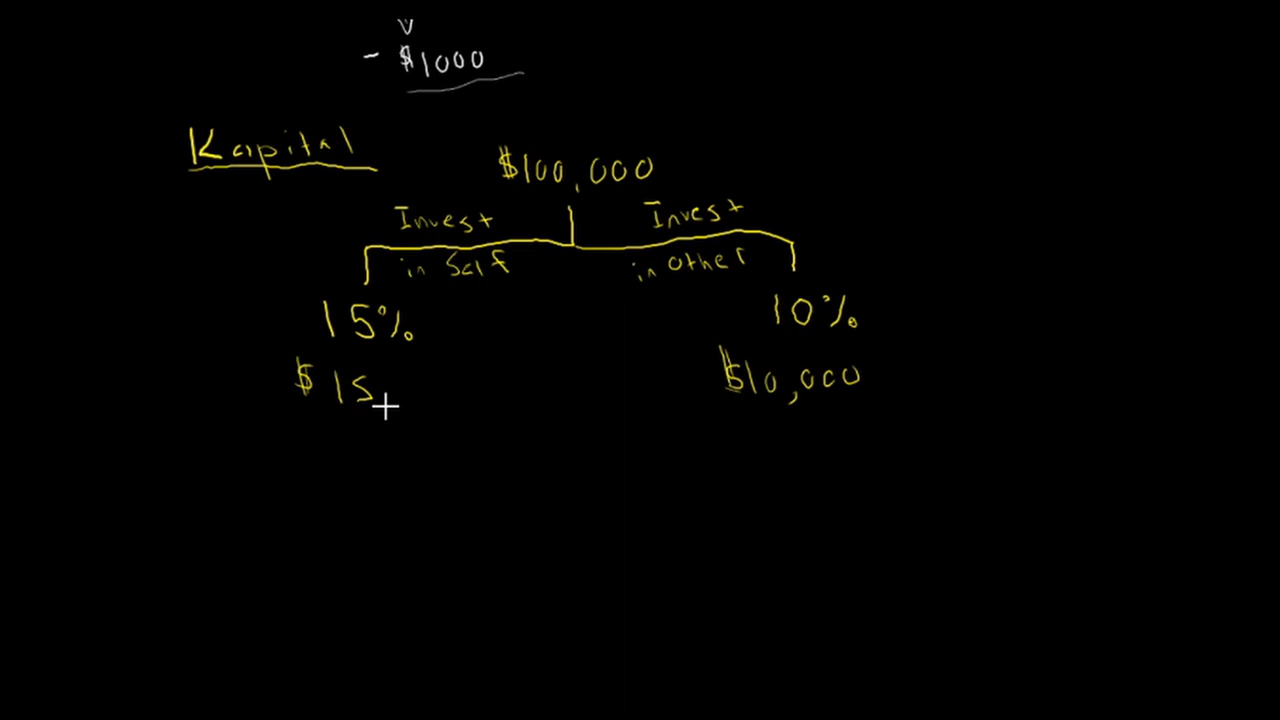 v
- $1000
Kapital
$100,000
Invest
in Self
Invest
in other
15%
10%
$15
$10,000